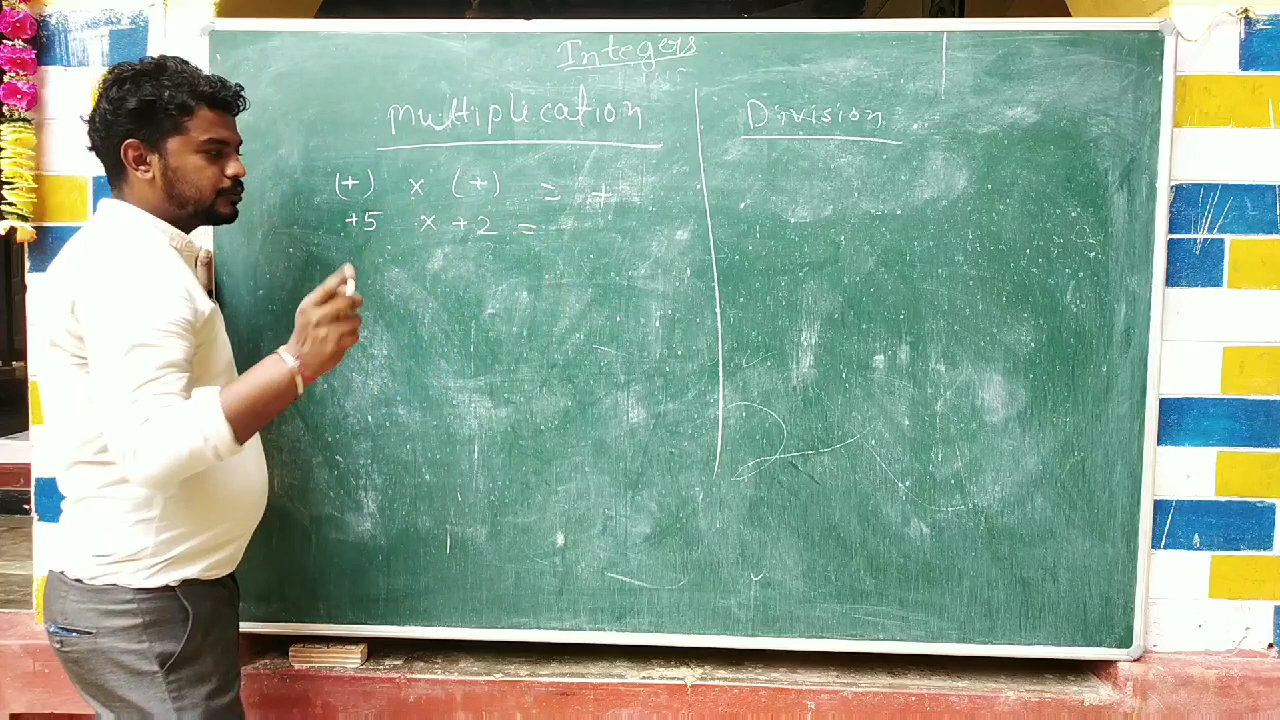 Integers
Multiplication
(+) x (+) = +
+5 x +2 =
Division